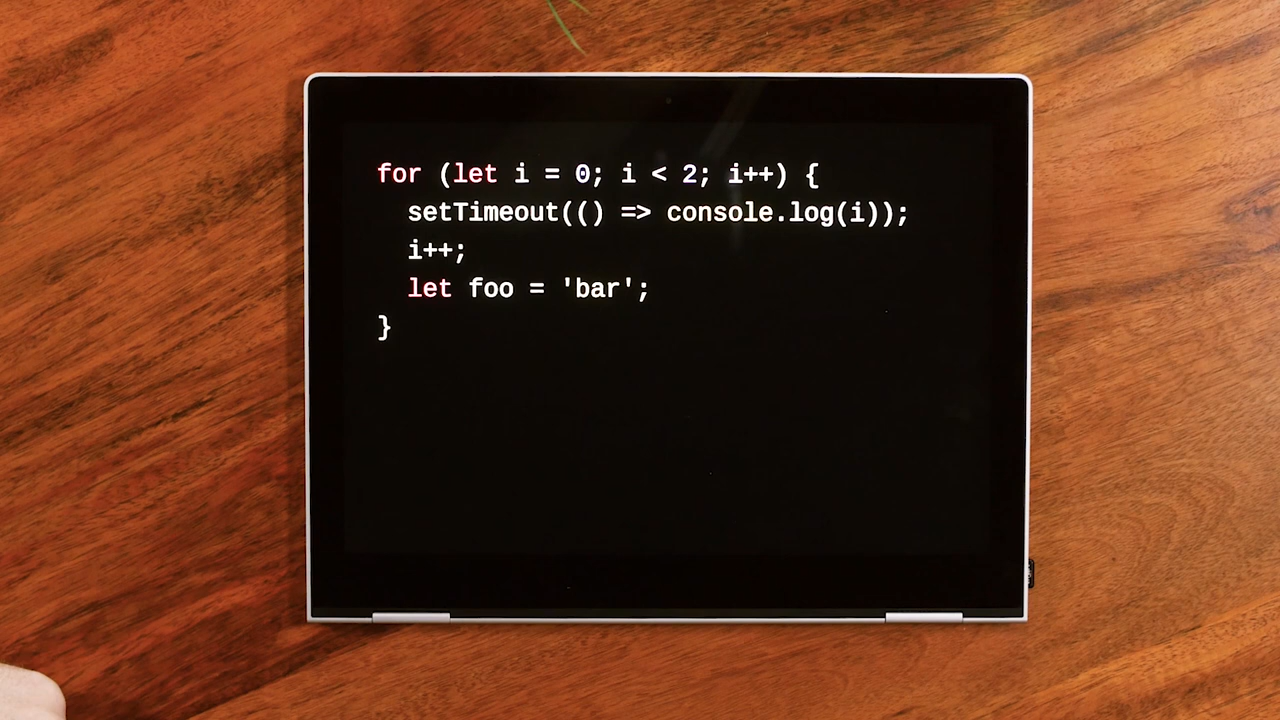 for (let i = 0; i < 2; i++) {
  setTimeout(() => console.log(i));
  i++;
  let foo = 'bar';
}